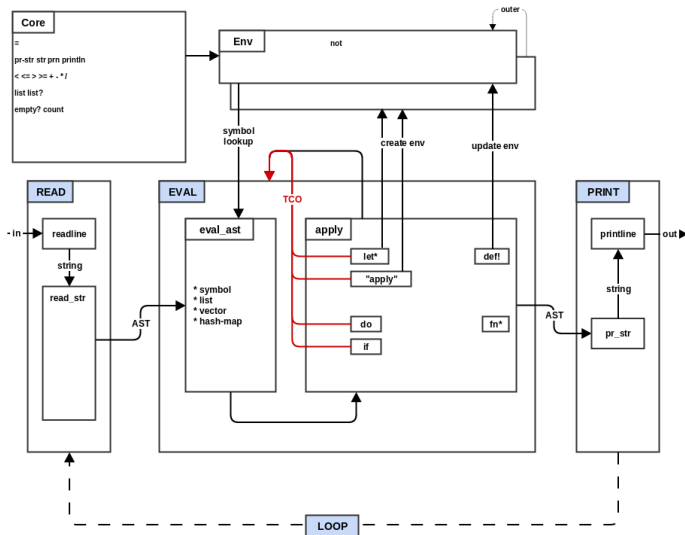 Core
=
pr-str str prn println
< <= > >= + - * /
list list?
empty? count
outer
Env
not
symbol
lookup
create env
update env
READ
EVAL
PRINT
TCO
- in
readline
string
read_str
AST
eval_ast
* symbol
* list
* vector
* hash-map
apply
let*
"apply"
do
if
def!
fn*
AST
printline
out
string
pr_str
LOOP